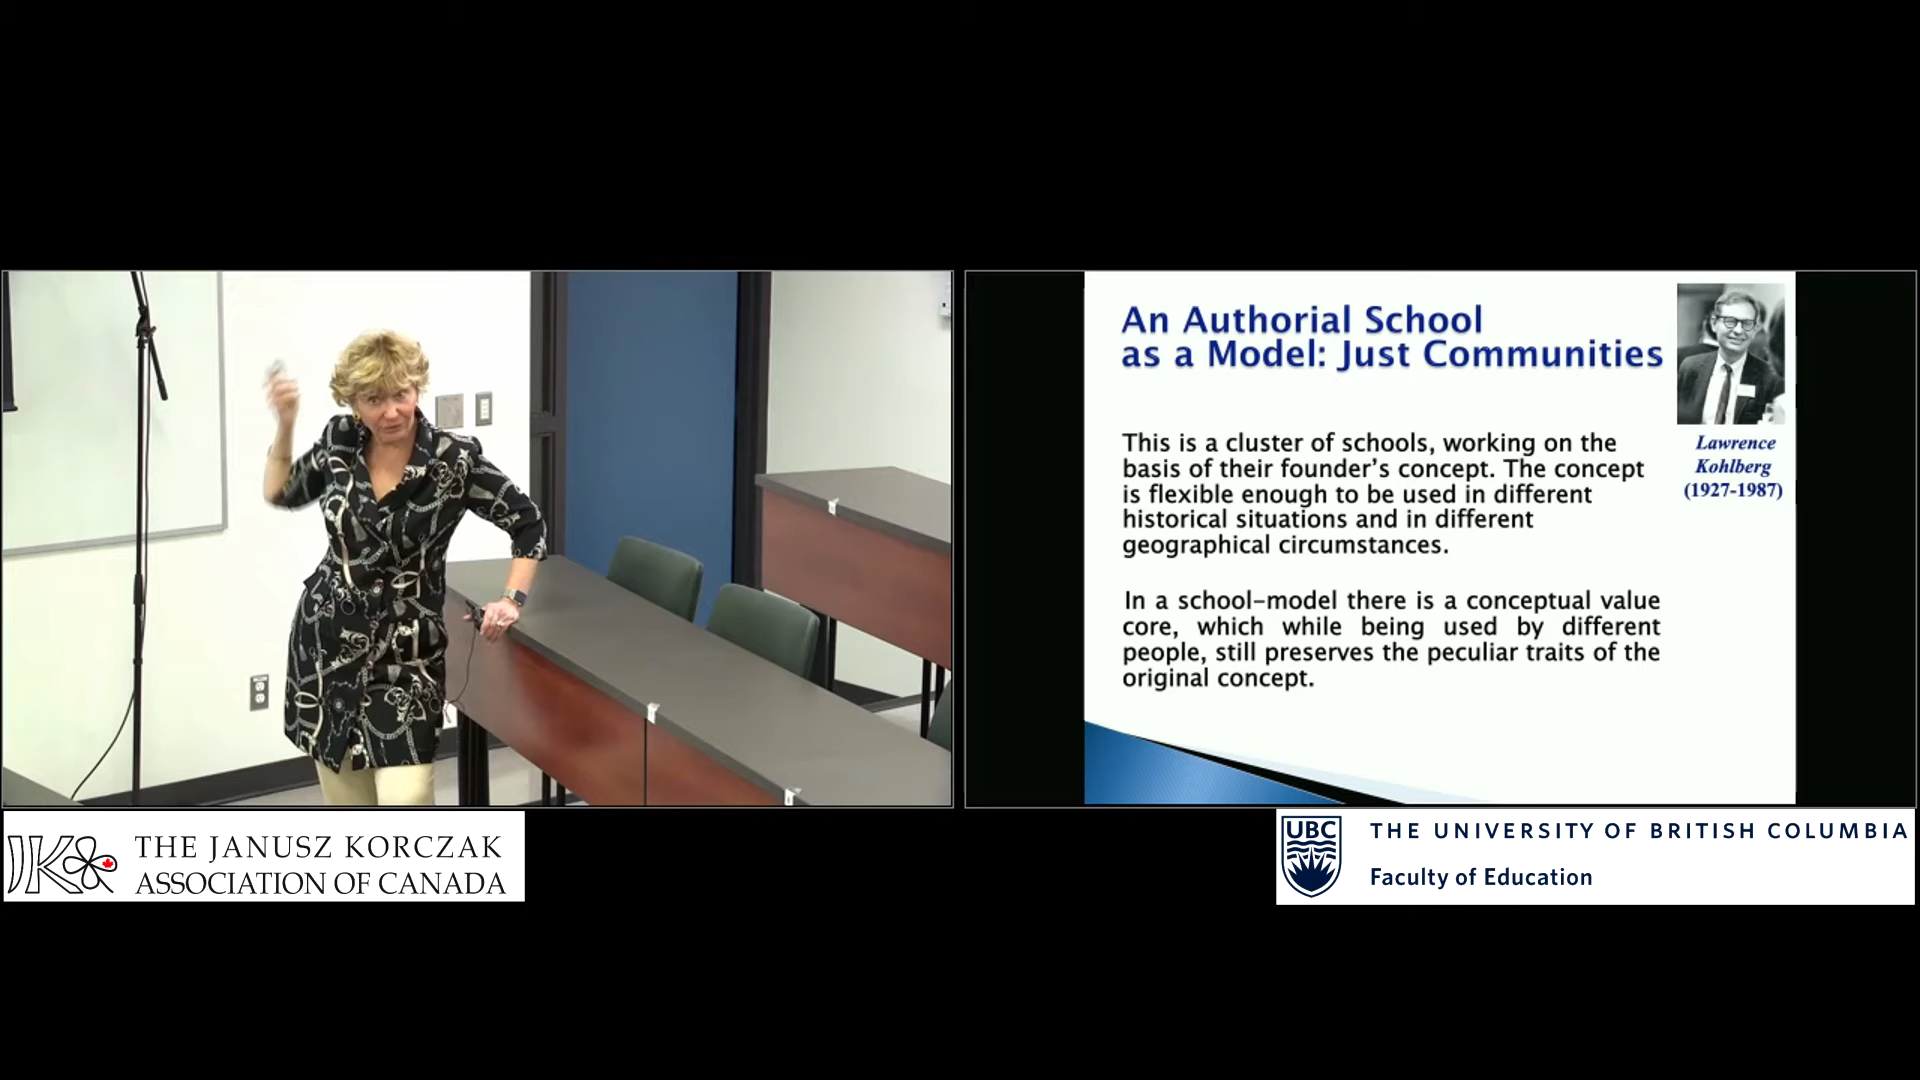 An Authorial School
as a Model: Just Communities
This is a cluster of schools, working on the
basis of their founder's concept. The concept
is flexible enough to be used in different
historical situations and in different
geographical circumstances.
In a school-model there is a conceptual value
core, which while being used by different
people, still preserves the peculiar traits of the
original concept.
Lawrence
Kohlberg
(1927-1987)
JK
THE JANUSZ KORCZAK
ASSOCIATION OF CANADA
UBC
THE UNIVERSITY OF BRITISH COLUMBIA
Faculty of Education